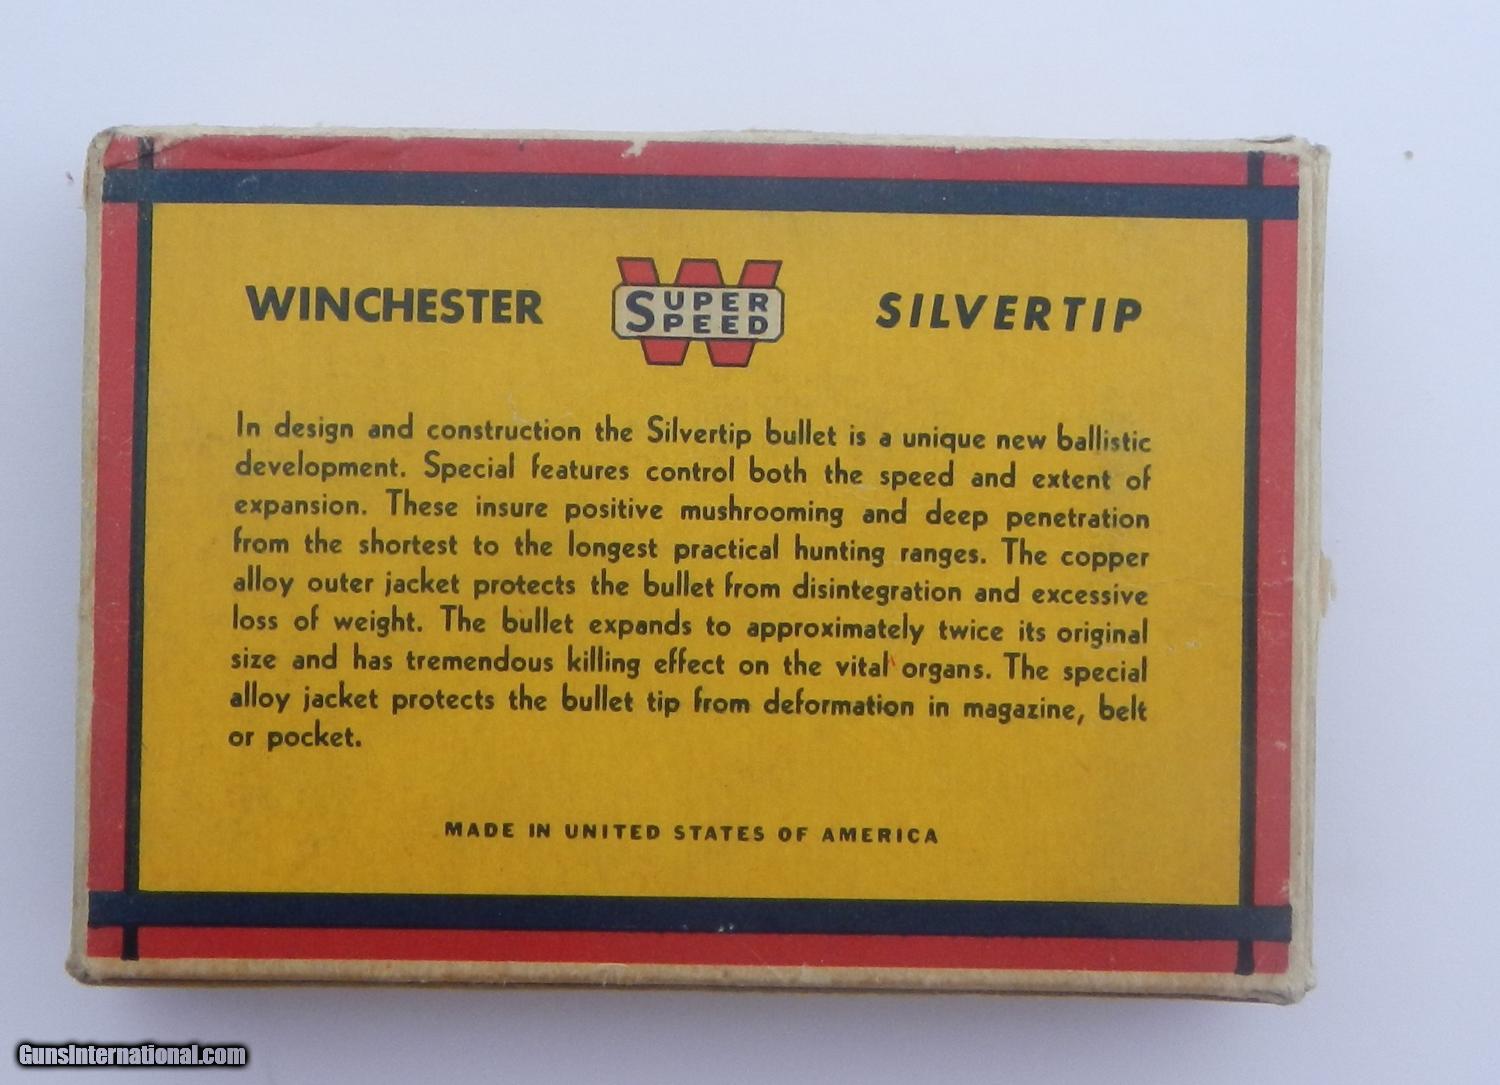 WINCHESTER SUPER SPEED W SILVERTIP
In design and construction the Silvertip bullet is a unique new ballistic
development. Special features control both the speed and extent of
expansion. These insure positive mushrooming and deep penetration
from the shortest to the longest practical hunting ranges. The copper
alloy outer jacket protects the bullet from disintegration and excessive
loss of weight. The bullet expands to approximately twice its original
size and has tremendous killing effect on the vital organs. The special
alloy jacket protects the bullet tip from deformation in magazine, belt
or pocket.
MADE IN UNITED STATES OF AMERICA
GunsInternational.com